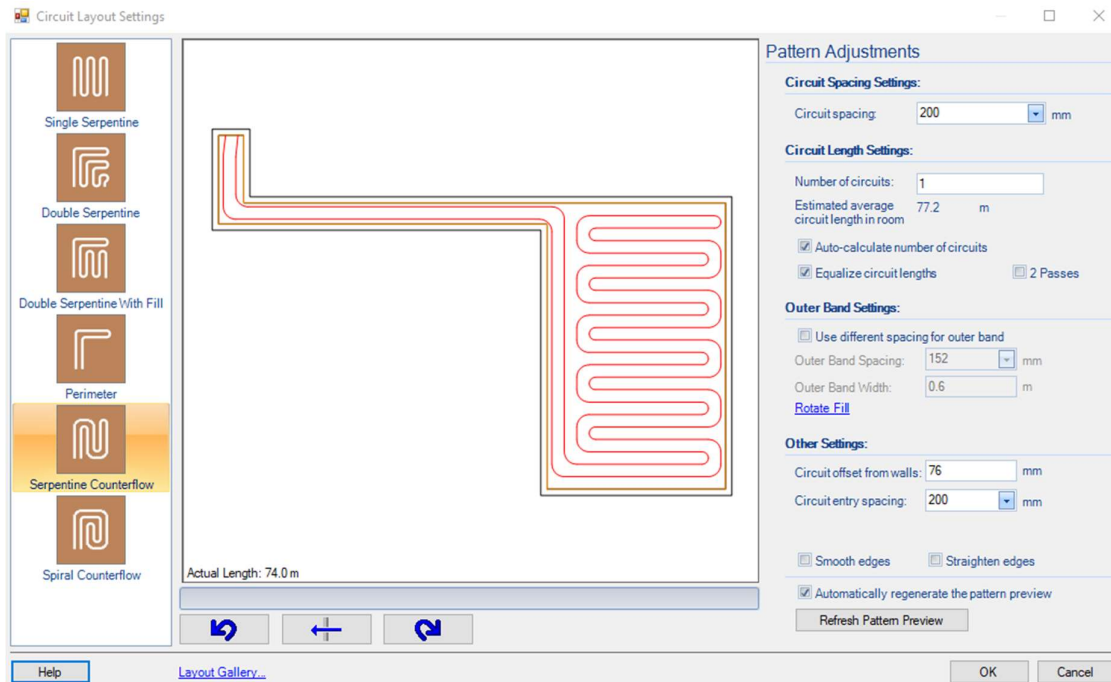 Circuit Layout Settings
Single Serpentine
Double Serpentine
Double Serpentine With Fill
Perimeter
Serpentine Counterflow
Spiral Counterflow
Actual Length: 74.0 m
Pattern Adjustments
Circuit Spacing Settings:
Circuit spacing: 200 mm
Circuit Length Settings:
Number of circuits: 1
Estimated average
circuit length in room 77.2 m
Auto-calculate number of circuits
Equalize circuit lengths 2 Passes
Outer Band Settings:
Use different spacing for outer band
Outer Band Spacing: 152 mm
Outer Band Width: 0.6 m
Rotate Fill
Other Settings:
Circuit offset from walls: 76 mm
Circuit entry spacing: 200 mm
Smooth edges Straighten edges
Automatically regenerate the pattern preview
Refresh Pattern Preview
Help Layout Gallery... OK Cancel